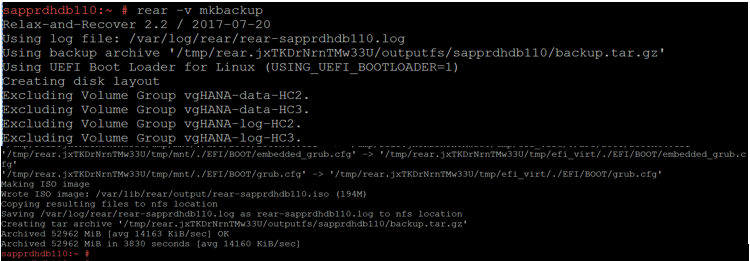 sapprdhdb110:~ # rear -v mkbackup
Relax-and-Recover 2.2 / 2017-07-20
Using log file: /var/log/rear/rear-sapprdhdb110.log
Using backup archive '/tmp/rear.jxTKDrNrnTMw33U/outputfs/sapprdhdb110/backup.tar.gz'
Using UEFI Boot Loader for Linux (USING_UEFI_BOOTLOADER=1)
Creating disk layout
Excluding Volume Group vgHANA-data-HC2.
Excluding Volume Group vgHANA-data-HC3.
Excluding Volume Group vgHANA-log-HC2.
Excluding Volume Group vgHANA-log-HC3.
'/tmp/rear.jxTKDrNrnTMw33U/tmp/mnt/./EFI/BOOT/embedded_grub.cfg' -> '/tmp/rear.jxTKDrNrnTMw33U/tmp/efi_virt/./EFI/BOOT/embedded_grub.c
fg'
'/tmp/rear.jxTKDrNrnTMw33U/tmp/mnt/./EFI/BOOT/grub.cfg' -> '/tmp/rear.jxTKDrNrnTMw33U/tmp/efi_virt/./EFI/BOOT/grub.cfg'
Making ISO image
Wrote ISO image: /var/lib/rear/output/rear-sapprdhdb110.iso (194M)
Copying resulting files to nfs location
Saving /var/log/rear/rear-sapprdhdb110.log as rear-sapprdhdb110.log to nfs location
Creating tar archive '/tmp/rear.jxTKDrNrnTMw33U/outputfs/sapprdhdb110/backup.tar.gz'
Archived 52962 MiB [avg 14163 KiB/sec] OK
Archived 52962 MiB in 3830 seconds [avg 14160 KiB/sec]
sapprdhdb110:~ #